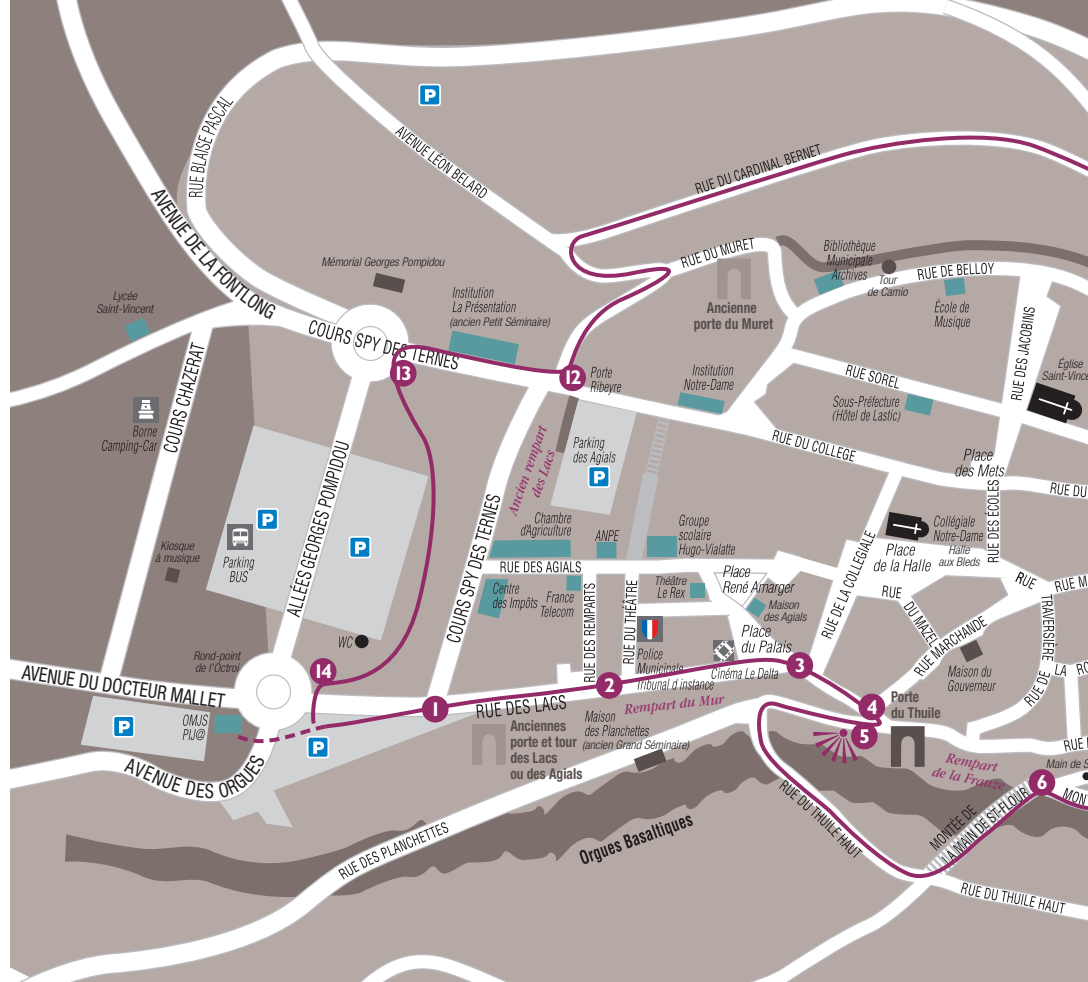 P
RUE BLAISE PASCAL
AVENUE LÉON BELARD
RUE DU CARDINAL BERNET
AVENUE DE LA FONTLONG
Mémorial Georges Pompidou
RUE DU MURET
Bibliothèque
Municipale
Archives
Tour
de Camio
RUE DE BELLOY
École de
Musique
Lycée
Saint-Vincent
Institution
La Présentation
(ancien Petit Séminaire)
Ancienne
porte du Muret
COURS SPY DES TERNES
13
12
Porte
Ribeyre
Institution
Notre-Dame
RUE SOREL
RUE DES JACOBINS
Église
Sous-Préfecture
(Hôtel de Lastic)
COURS CHAZERAT
Borne
Camping-Car
Ancien rempart
des Lacs
Parking
des Agials
P
RUE DU COLLEGE
Place
des Mets
RUE DU
ALLÉES GEORGES POMPIDOU
P
Parking
BUS
P
COURS SPY DES TERNES
Chambre
d'Agriculture
ANPE
Groupe
scolaire
Hugo-Vialatte
RUE DE LA COLLEGIALE
Collégiale
Notre-Dame
Halle
aux Bleds
Place
de la Halle
RUE DES ÉCOLES
Kiosque
à musique
RUE DES AGIALS
Centre
des Impôts
France
Telecom
RUE DES REMPARTS
RUE DU THÉÂTRE
Théâtre
Le Rex
Place
René Amarger
Maison
des Agials
RUE
DU MAZEL
RUE
RUE
TRAVERSIÈRE
RUE DE
LA
WC
Rond-point
de l'Octroi
14
Police
Municipale
Tribunal d'instance
Cinéma Le Delta
Place
du Palais
3
RUE MARCHANDE
Maison du
Gouverneur
AVENUE DU DOCTEUR MALLET
OMJS
PIJ@
P
P
1
RUE DES LACS
2
Rempart du Mur
4
Porte
du Thuile
5
Anciennes
porte et tour
des Lacs
ou des Agials
Maison
des Planchettes
(ancien Grand Séminaire)
AVENUE DES ORGUES
Rempart
de la Frauze
RUE
Main de
6
RUE DES PLANCHETTES
Orgues Basaltiques
RUE DU THUILE HAUT
MONTÉE DE
LA MAIN DE ST-FLOUR
RUE DU THUILE HAUT